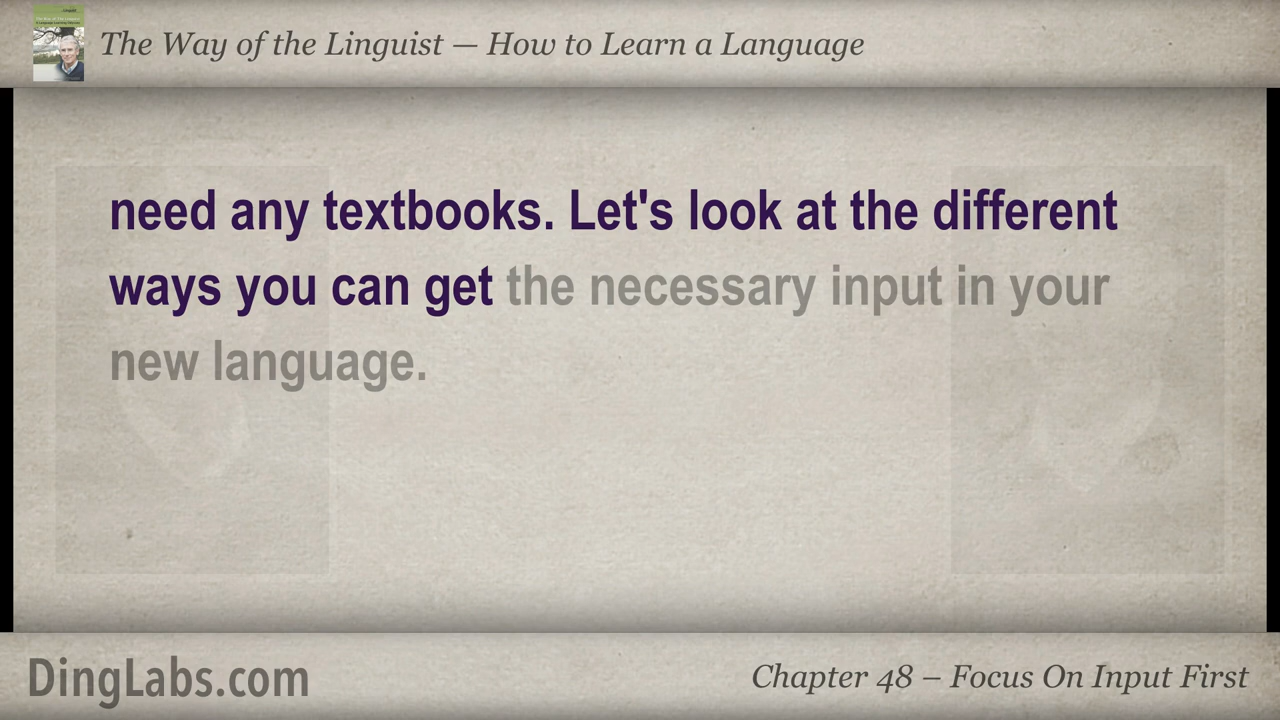 The Way of the Linguist — How to Learn a Language
need any textbooks. Let's look at the different
ways you can get the necessary input in your
new language.
DingLabs.com
Chapter 48 – Focus On Input First